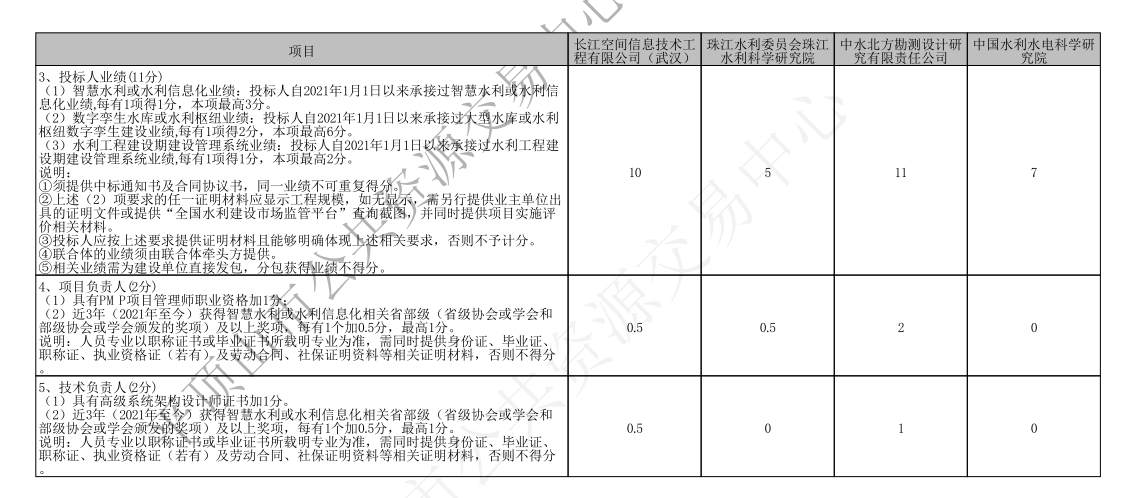 项目
长江空间信息技术工
程有限公司（武汉）
珠江水利委员会珠江
水利科学研究院
中水北方勘测设计研
究有限责任公司
中国水利水电科学研
究院
3、投标人业绩(11分)
（1）智慧水利或水利信息化业绩：投标人自2021年1月1日以来承接过智慧水利或水利信
息化业绩,每有1项得1分，本项最高3分。
（2）数字孪生水库或水利枢纽业绩：投标人自2021年1月1日以来承接过大型水库或水利
枢纽数字孪生建设业绩,每有1项得2分，本项最高6分。
（3）水利工程建设期建设管理系统业绩：投标人自2021年1月1日以来承接过水利工程建
设期建设管理系统业绩,每有1项得1分，本项最高2分。
说明：
①须提供中标通知书及合同协议书，同一业绩不可重复得分。
②上述（2）项要求的任一证明材料应显示工程规模，如无显示，需另行提供业主单位出
具的证明文件或提供“全国水利建设市场监管平台”查询截图，并同时提供项目实施评
价相关材料。
③投标人应按上述要求提供证明材料且能够明确体现上述相关要求，否则不予计分。
④联合体的业绩须由联合体牵头方提供。
⑤相关业绩需为建设单位直接发包，分包获得业绩不得分。
10
5
11
7
4、项目负责人(2分)
（1）具有PMP项目管理师职业资格加1分；
（2）近3年（2021年至今）获得智慧水利或水利信息化相关省部级（省级协会或学会和
部级协会或学会颁发的奖项）及以上奖项，每有1个加0.5分，最高1分。
说明：人员专业以职称证书或毕业证书所载明专业为准，需同时提供身份证、毕业证、
职称证、执业资格证（若有）及劳动合同、社保证明资料等相关证明材料，否则不得分
。
0.5
0.5
2
0
5、技术负责人(2分)
（1）具有高级系统架构设计师证书加1分。
（2）近3年（2021年至今）获得智慧水利或水利信息化相关省部级（省级协会或学会和
部级协会或学会颁发的奖项）及以上奖项，每有1个加0.5分，最高1分。
说明：人员专业以职称证书或毕业证书所载明专业为准，需同时提供身份证、毕业证、
职称证、执业资格证（若有）及劳动合同、社保证明资料等相关证明材料，否则不得分
。
0.5
0
1
0
平顶山市公共资源交易中心
市公共资源交易中心